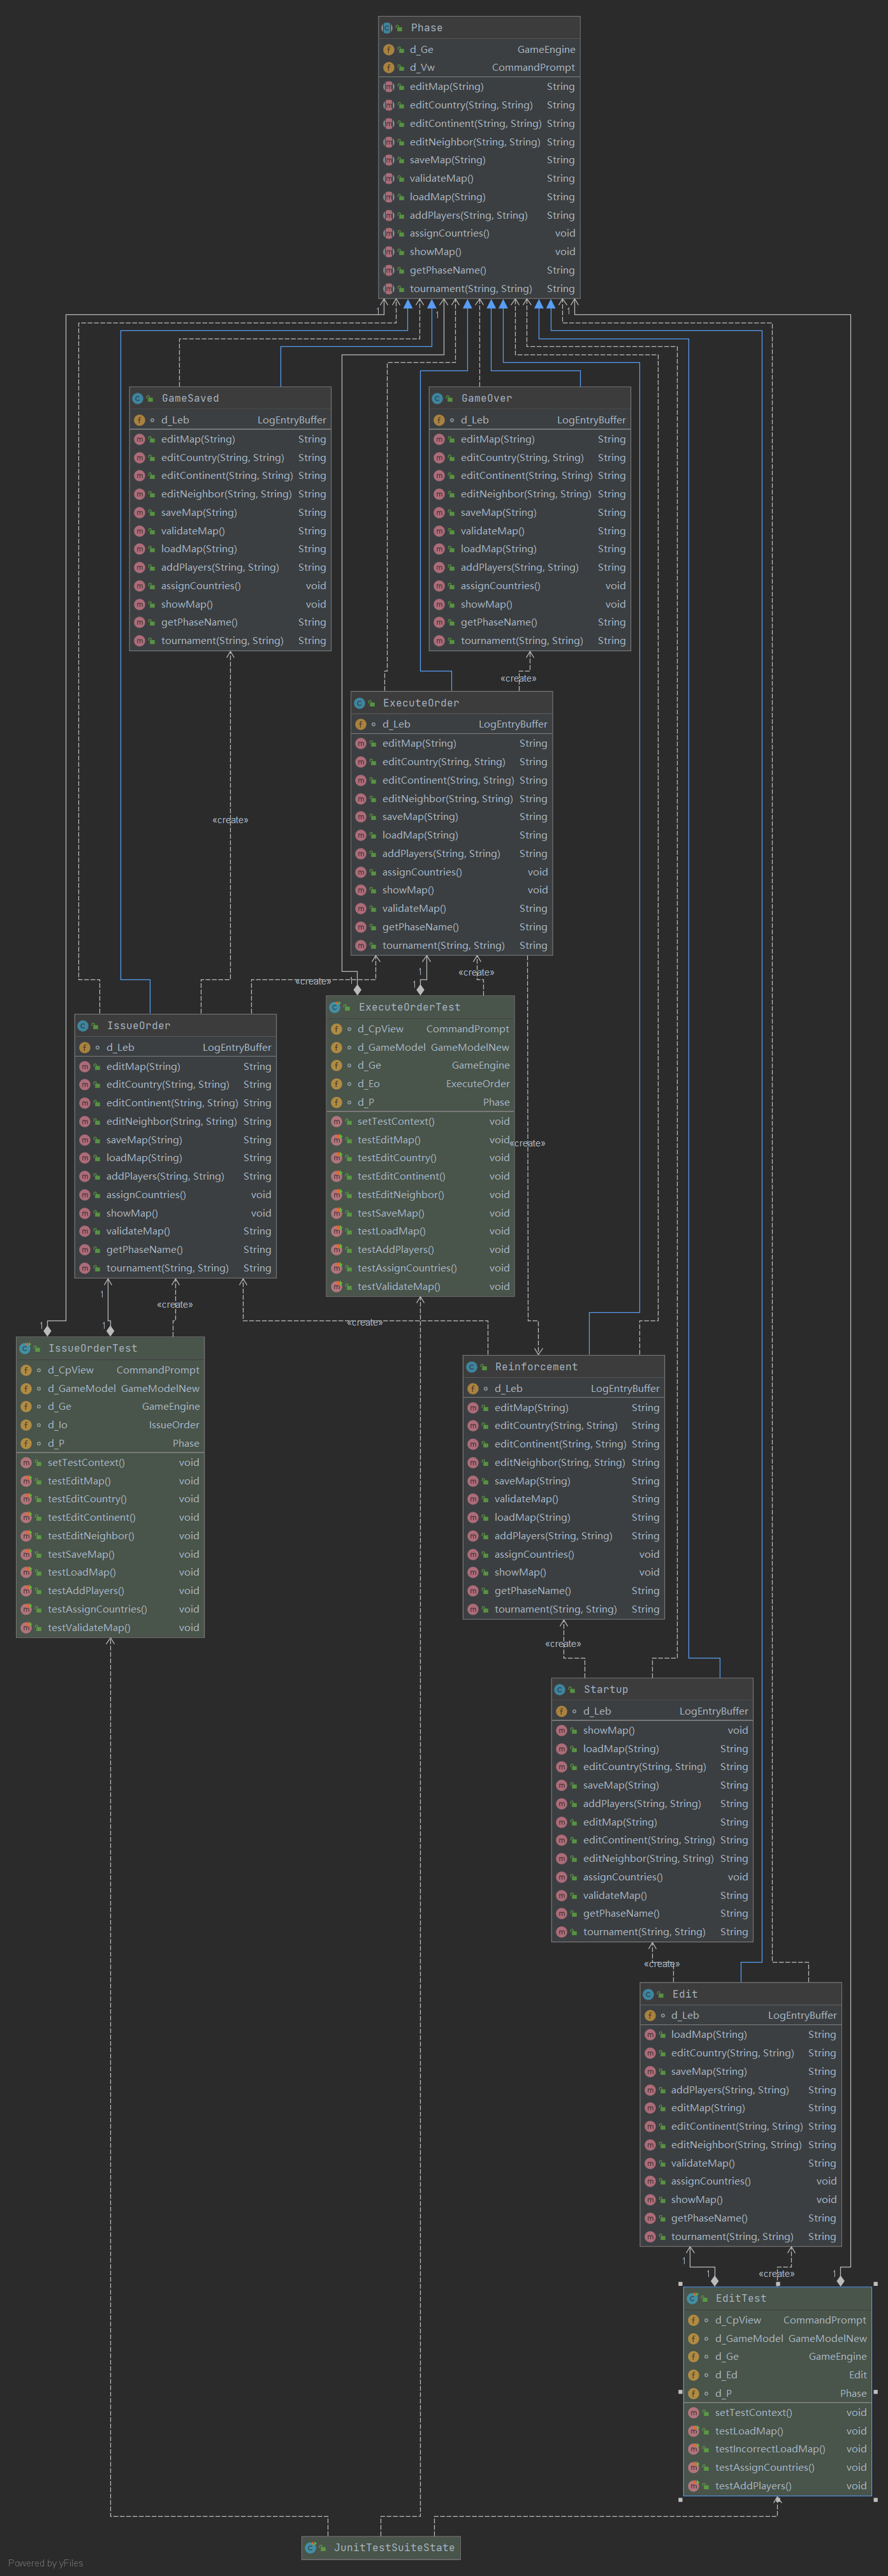 Phase
d_Ge GameEngine
d_Vw CommandPrompt
editMap(String) String
editCountry(String, String) String
editContinent(String, String) String
editNeighbor(String, String) String
saveMap(String) String
validateMap() String
loadMap(String) String
addPlayers(String, String) String
assignCountries() void
showMap() void
getPhaseName() String
tournament(String, String) String
1
1
1
GameSaved
d_Leb LogEntryBuffer
editMap(String) String
editCountry(String, String) String
editContinent(String, String) String
editNeighbor(String, String) String
saveMap(String) String
validateMap() String
loadMap(String) String
addPlayers(String, String) String
assignCountries() void
showMap() void
getPhaseName() String
tournament(String, String) String
GameOver
d_Leb LogEntryBuffer
editMap(String) String
editCountry(String, String) String
editContinent(String, String) String
editNeighbor(String, String) String
saveMap(String) String
validateMap() String
loadMap(String) String
addPlayers(String, String) String
assignCountries() void
showMap() void
getPhaseName() String
tournament(String, String) String
«create»
ExecuteOrder
d_Leb LogEntryBuffer
editMap(String) String
editCountry(String, String) String
editContinent(String, String) String
editNeighbor(String, String) String
saveMap(String) String
loadMap(String) String
addPlayers(String, String) String
assignCountries() void
showMap() void
validateMap() String
getPhaseName() String
tournament(String, String) String
«create»
«create»
1
1
1
«create»
IssueOrder
d_Leb LogEntryBuffer
editMap(String) String
editCountry(String, String) String
editContinent(String, String) String
editNeighbor(String, String) String
saveMap(String) String
loadMap(String) String
addPlayers(String, String) String
assignCountries() void
showMap() void
validateMap() String
getPhaseName() String
tournament(String, String) String
ExecuteOrderTest
d_CpView CommandPrompt
d_GameModel GameModelNew
d_Ge GameEngine
d_Eo ExecuteOrder
d_P Phase
setTestContext() void
testEditMap() void
testEditCountry() void
testEditContinent() void
testEditNeighbor() void
testSaveMap() void
testLoadMap() void
testAddPlayers() void
testAssignCountries() void
testValidateMap() void
«create»
1
1
1
«create»
«create»
IssueOrderTest
d_CpView CommandPrompt
d_GameModel GameModelNew
d_Ge GameEngine
d_Io IssueOrder
d_P Phase
setTestContext() void
testEditMap() void
testEditCountry() void
testEditContinent() void
testEditNeighbor() void
testSaveMap() void
testLoadMap() void
testAddPlayers() void
testAssignCountries() void
testValidateMap() void
Reinforcement
d_Leb LogEntryBuffer
editMap(String) String
editCountry(String, String) String
editContinent(String, String) String
editNeighbor(String, String) String
saveMap(String) String
validateMap() String
loadMap(String) String
addPlayers(String, String) String
assignCountries() void
showMap() void
getPhaseName() String
tournament(String, String) String
«create»
Startup
d_Leb LogEntryBuffer
showMap() void
loadMap(String) String
editCountry(String, String) String
saveMap(String) String
addPlayers(String, String) String
editMap(String) String
editContinent(String, String) String
editNeighbor(String, String) String
assignCountries() void
validateMap() String
getPhaseName() String
tournament(String, String) String
«create»
Edit
d_Leb LogEntryBuffer
loadMap(String) String
editCountry(String, String) String
saveMap(String) String
addPlayers(String, String) String
editMap(String) String
editContinent(String, String) String
editNeighbor(String, String) String
validateMap() String
assignCountries() void
showMap() void
getPhaseName() String
tournament(String, String) String
1
1
«create»
1
EditTest
d_CpView CommandPrompt
d_GameModel GameModelNew
d_Ge GameEngine
d_Ed Edit
d_P Phase
setTestContext() void
testLoadMap() void
testIncorrectLoadMap() void
testAssignCountries() void
testAddPlayers() void
JunitTestSuiteState
Powered by yFiles